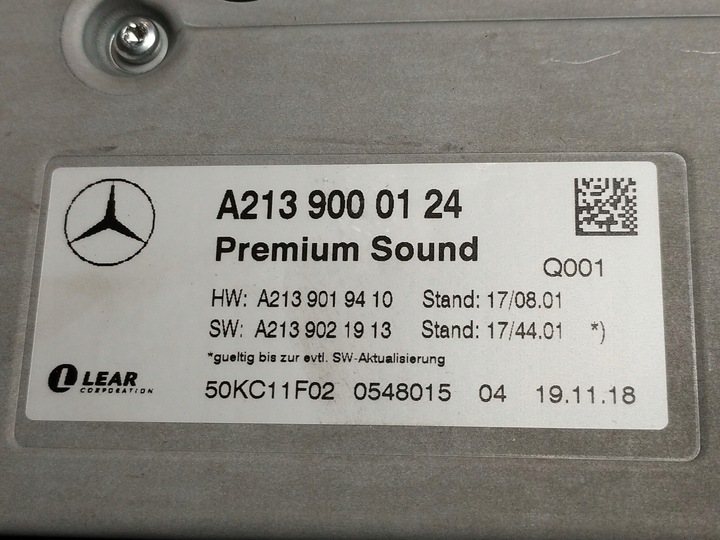 A213 900 01 24
Premium Sound
Q001
HW: A213 901 94 10 Stand: 17/08.01
SW: A213 902 19 13 Stand: 17/44.01 *)
*gueltig bis zur evtl. SW-Aktualisierung
LEAR
CORPORATION
50KC11F02 0548015 04 19.11.18